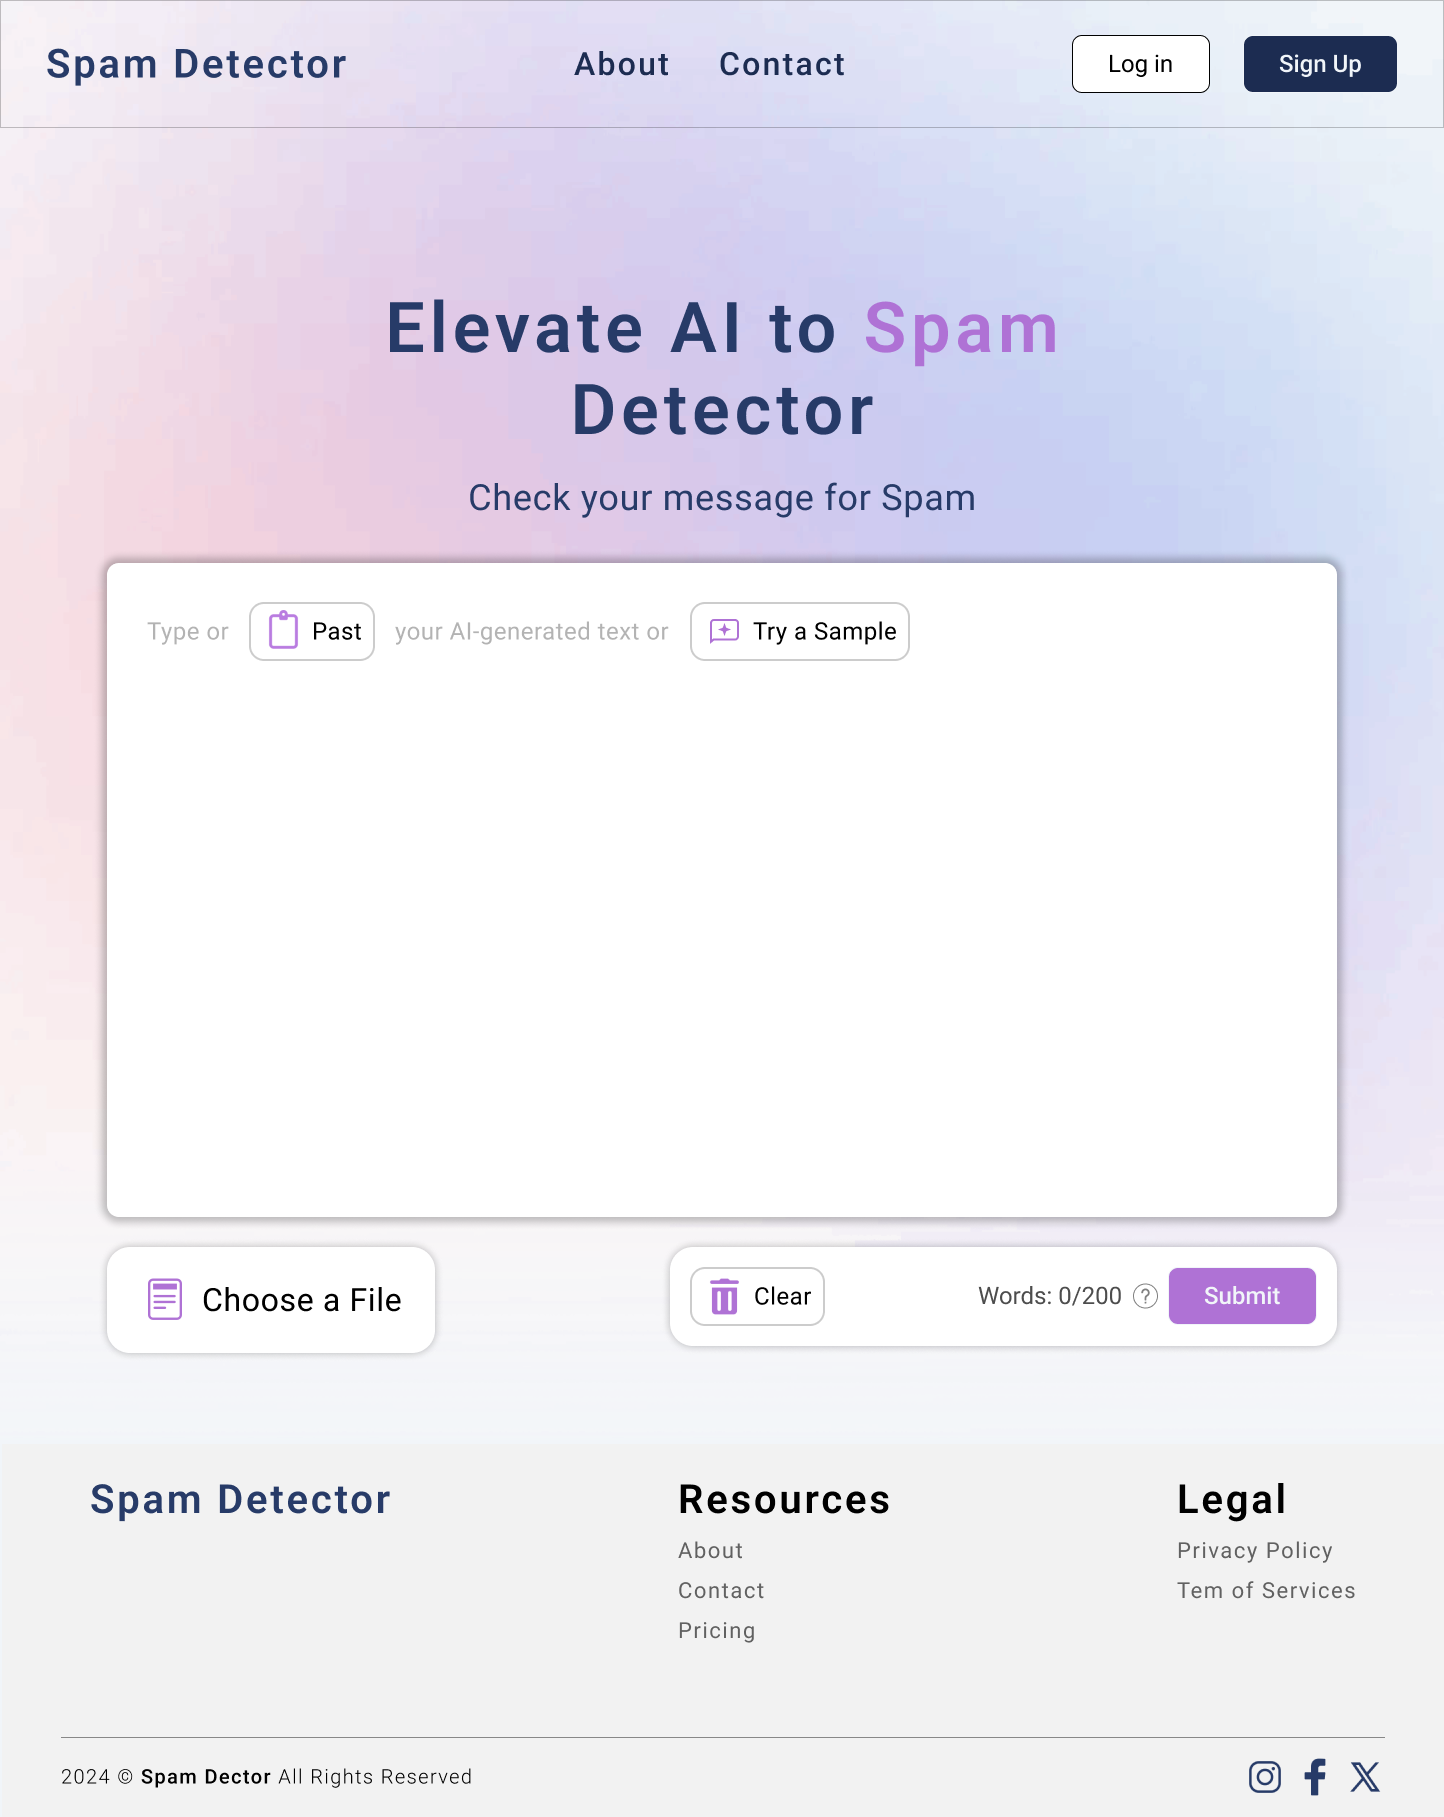 Spam Detector About Contact Log in Sign Up
Elevate AI to Spam
Detector
Check your message for Spam
Type or Past your AI-generated text or Try a Sample
Choose a File
Clear Words: 0/200 ? Submit
Spam Detector
Resources
About
Contact
Pricing
Legal
Privacy Policy
Tem of Services
2024 © Spam Dector All Rights Reserved